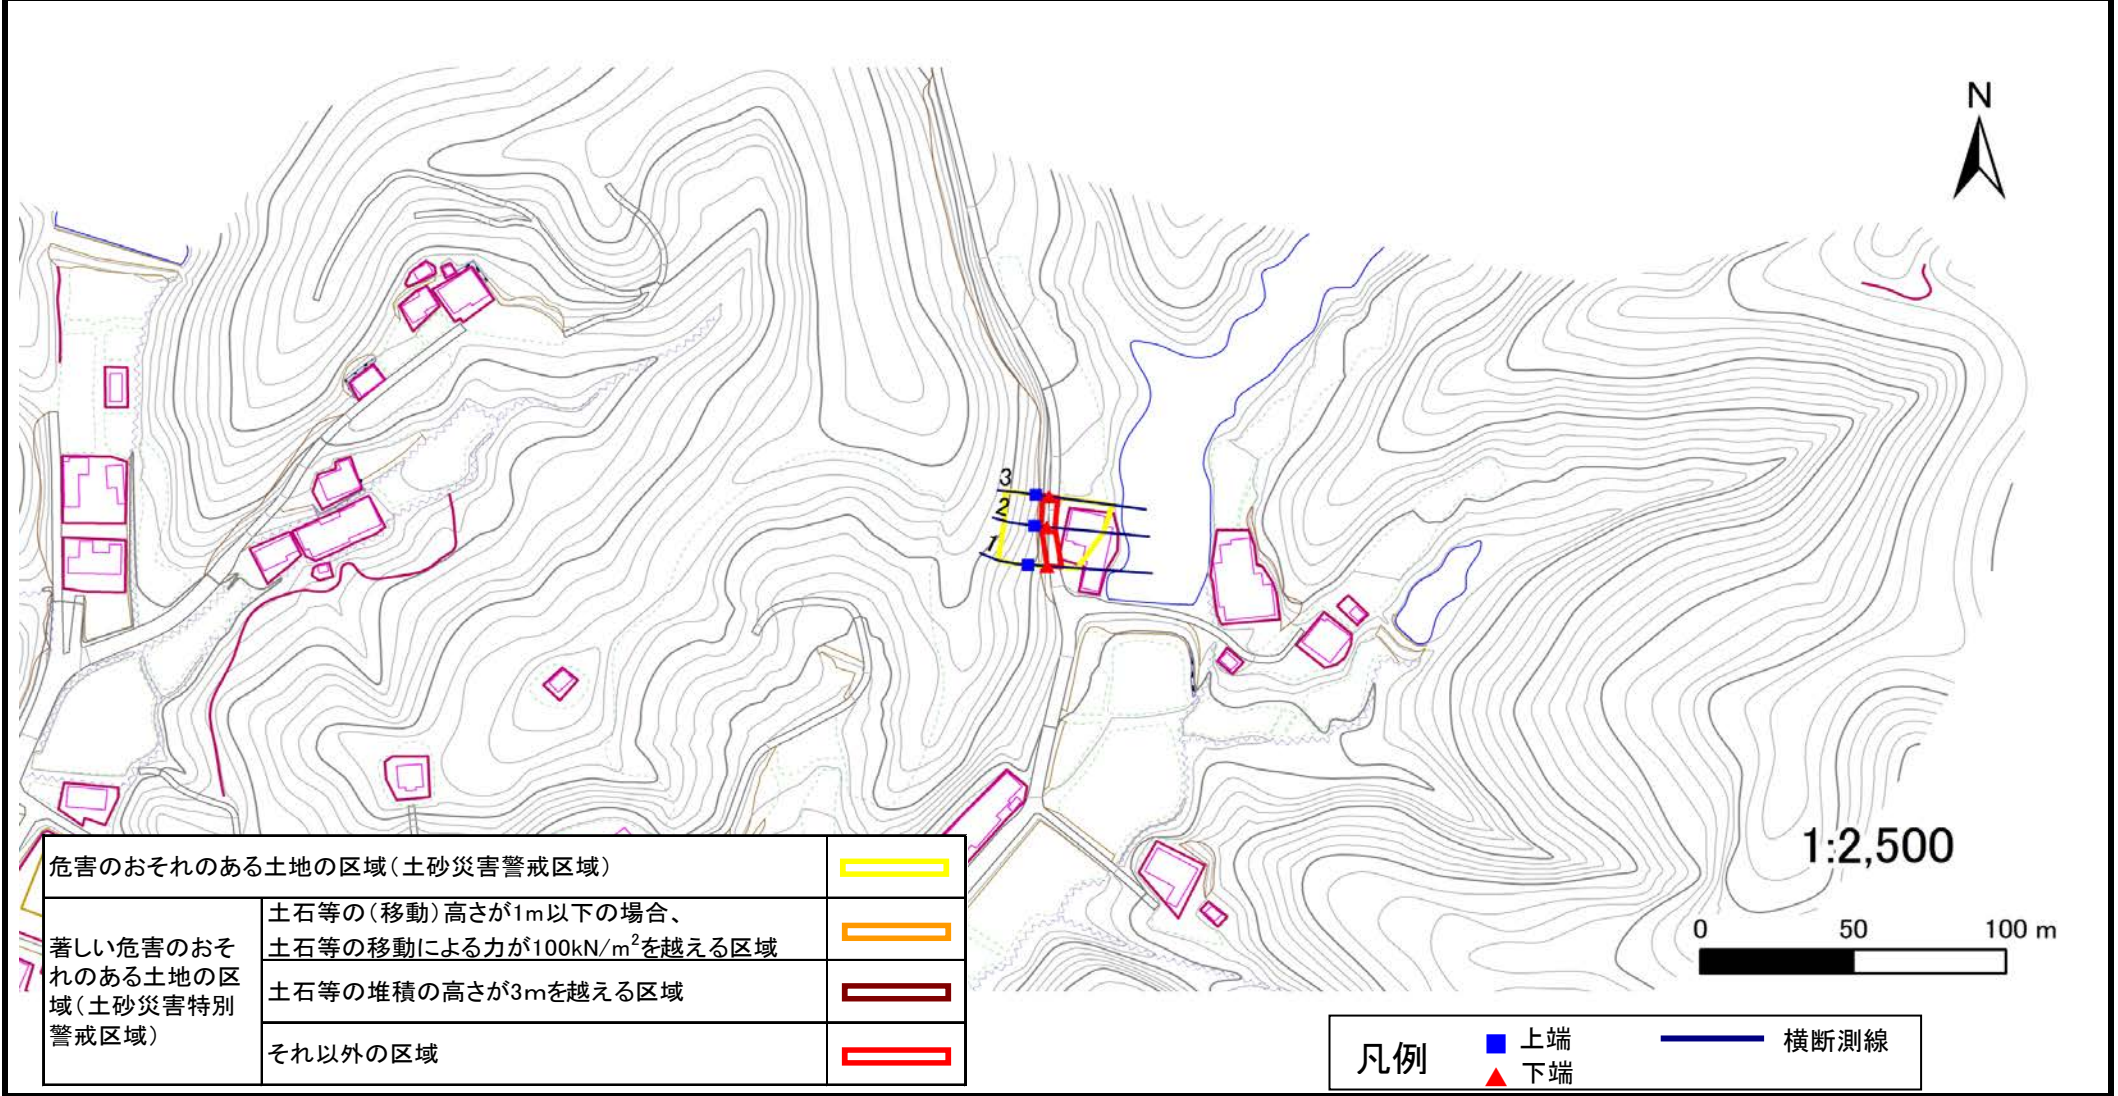 N
3
2
1
1:2,500
0 50 100 m
危害のおそれのある土地の区域(土砂災害警戒区域)
著しい危害のおそ
れのある土地の区
域(土砂災害特別
警戒区域)
土石等の(移動)高さが1m以下の場合、
土石等の移動による力が100kN/m²を越える区域
土石等の堆積の高さが3mを越える区域
それ以外の区域
凡例
上端
下端
横断測線